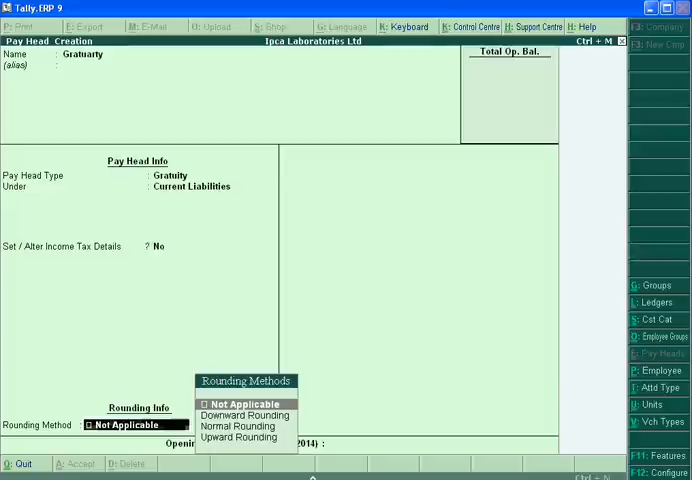 Tally.ERP 9
P: Print E: Export M: E-Mail O: Upload S: Shop G: Language K: Keyboard K: Control Centre H: Support Centre H: Help
Pay Head Creation Ipca Laboratories Ltd Ctrl + M
Name : Gratuarty
(alias) :
Total Op. Bal.
Pay Head Info
Pay Head Type : Gratuity
Under : Current Liabilities
Set / Alter Income Tax Details ? No
Rounding Methods
Not Applicable
Downward Rounding
Normal Rounding
Upward Rounding
Rounding Info
Rounding Method : Not Applicable
2014) :
Q: Quit A: Accept D: Delete
Ctrl + N
F3: Company
F3: New Cmp
G: Groups
L: Ledgers
S: Cst Cat
O: Employee Groups
E: Pay Heads
P: Employee
T: Attd Type
U: Units
V: Vch Types
F11: Features
F12: Configure